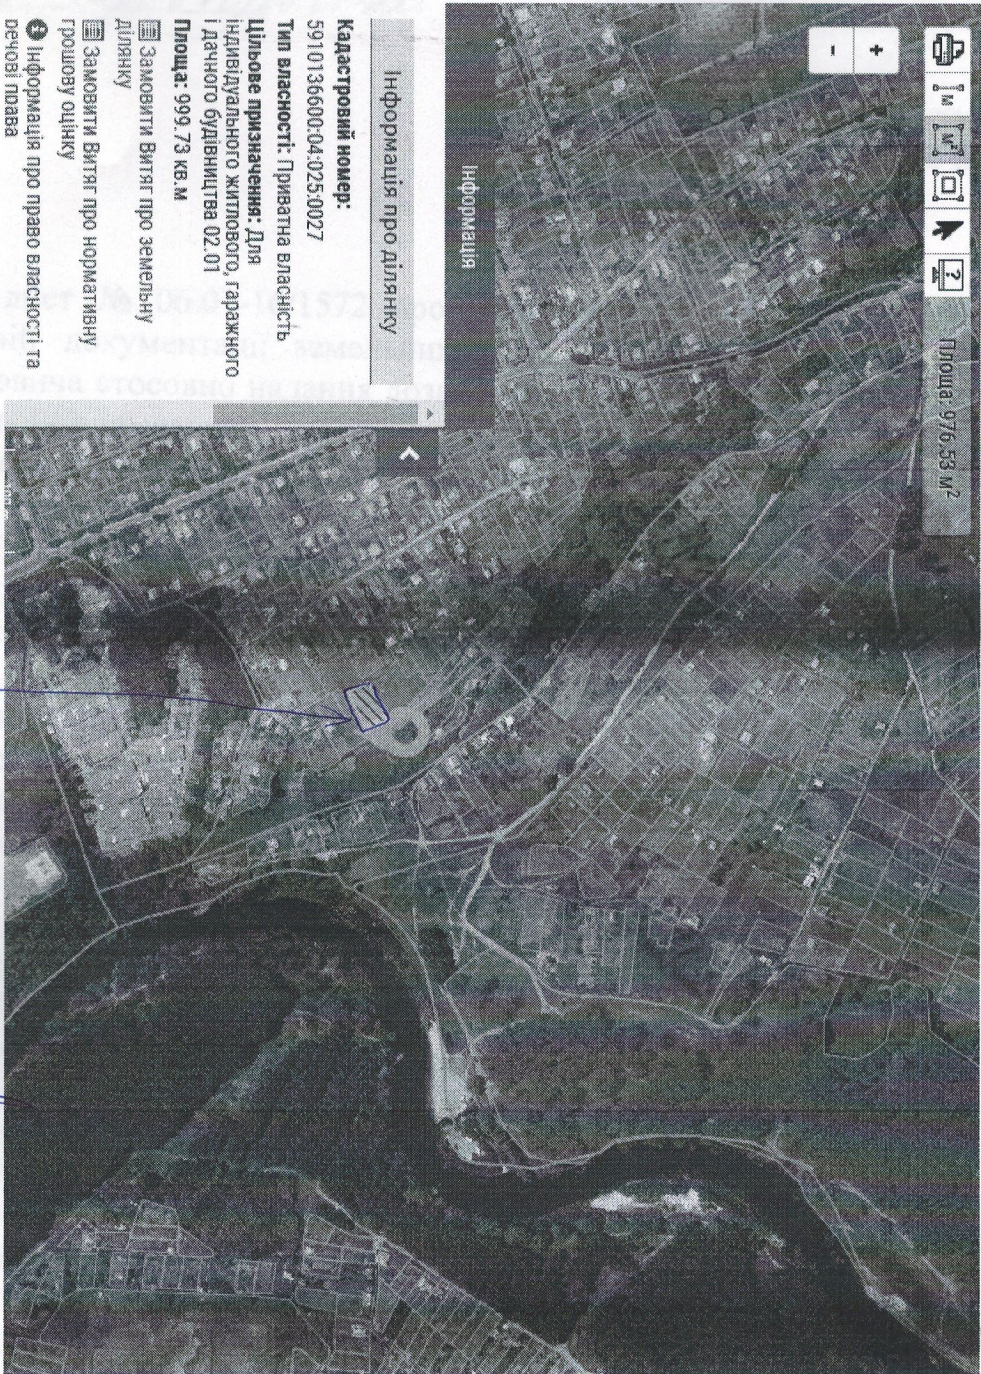 м
м²
?
Площа: 976.53 м²
+
-
Інформація
Інформація про ділянку
Кадастровий номер:
5910136600:04:025:0027
Тип власності: Приватна власність
Цільове призначення: Для
індивідуального житлового, гаражного
і дачного будівництва 02.01
Площа: 999.73 кв.м
Замовити Витяг про земельну
ділянку
Замовити Витяг про нормативну
грошову оцінку
Інформація про право власності та
речові права